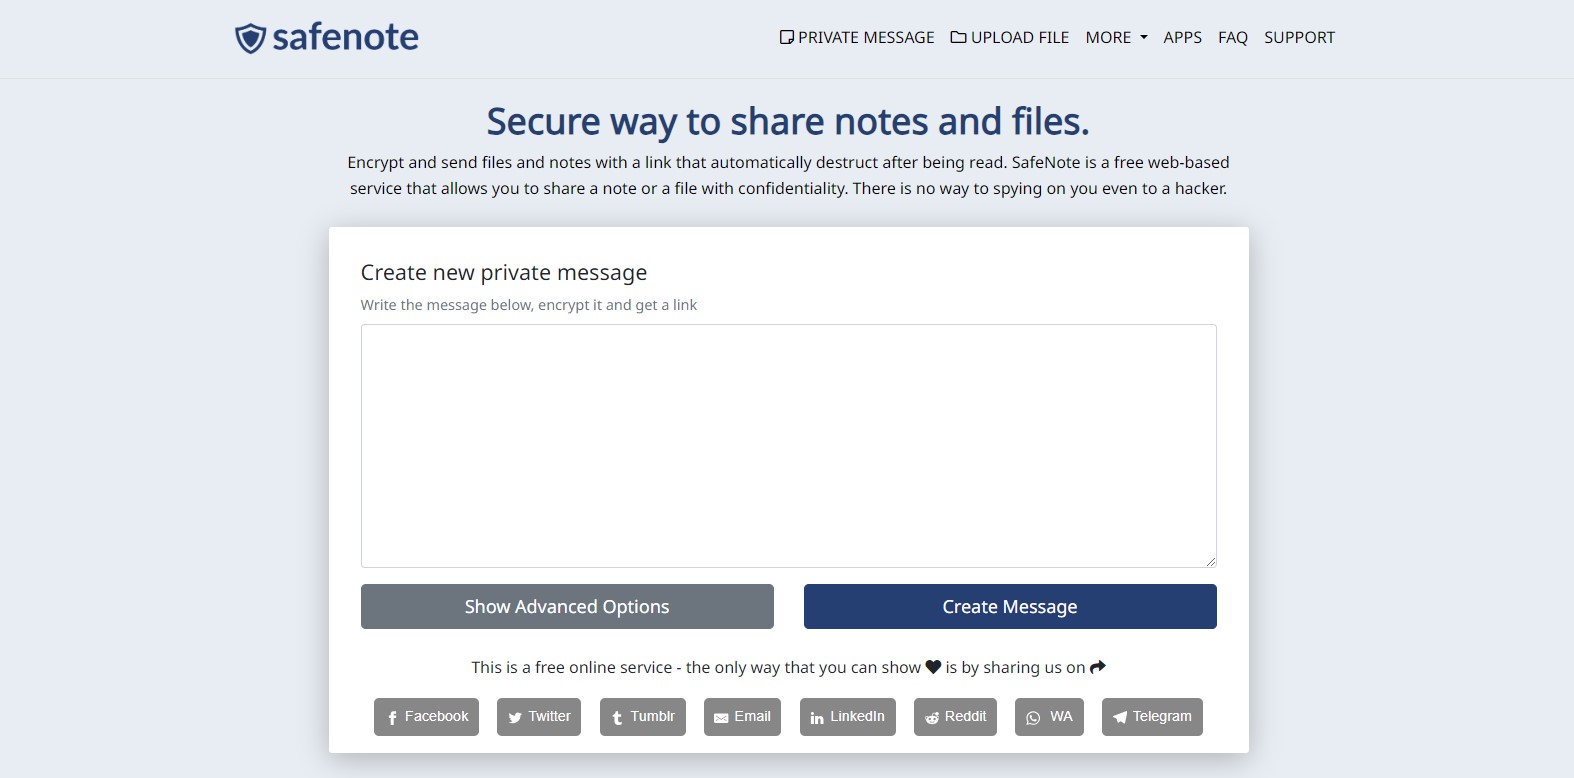 safenote
PRIVATE MESSAGE UPLOAD FILE MORE APPS FAQ SUPPORT
Secure way to share notes and files.
Encrypt and send files and notes with a link that automatically destruct after being read. SafeNote is a free web-based
service that allows you to share a note or a file with confidentiality. There is no way to spying on you even to a hacker.
Create new private message
Write the message below, encrypt it and get a link
Show Advanced Options Create Message
This is a free online service - the only way that you can show is by sharing us on
Facebook Twitter Tumblr Email LinkedIn Reddit WA Telegram